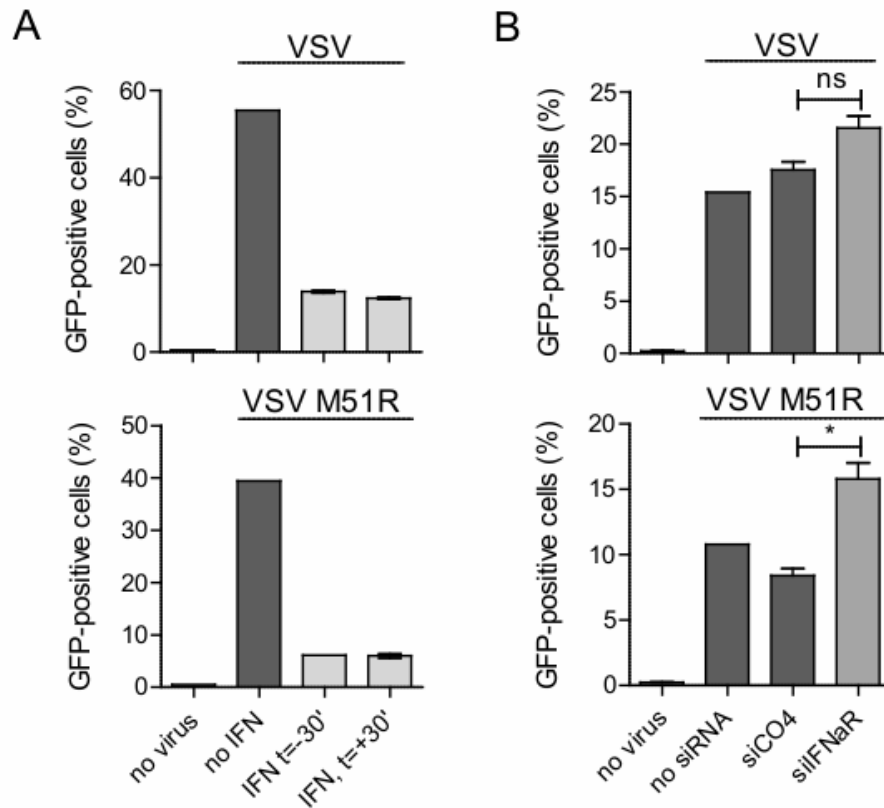 A
VSV
GFP-positive cells (%)
60
40
20
0
VSV M51R
GFP-positive cells (%)
50
40
30
20
10
0
no virus
no IFN
IFN t=-30'
IFN, t=+30'
B
VSV
ns
GFP-positive cells (%)
25
20
15
10
5
0
VSV M51R
*
GFP-positive cells (%)
20
15
10
5
0
no virus
no siRNA
siCO4
siIFNaR